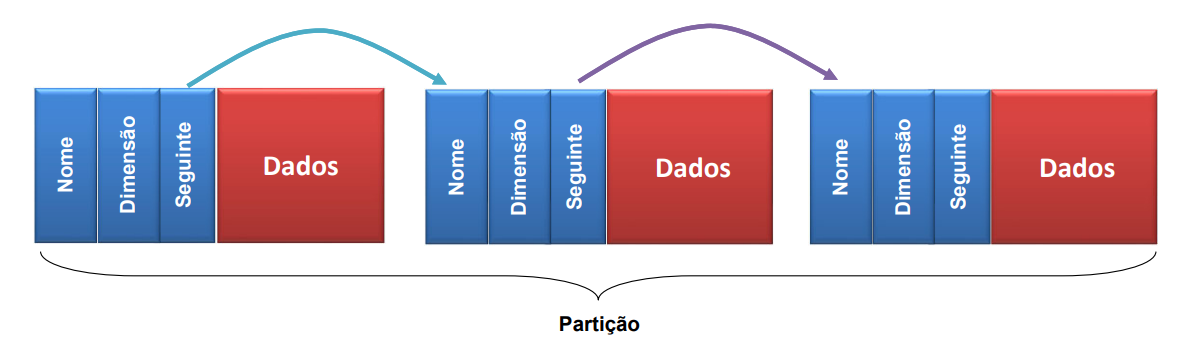 Nome
Dimensão
Seguinte
Dados
Nome
Dimensão
Seguinte
Dados
Nome
Dimensão
Seguinte
Dados
Partição